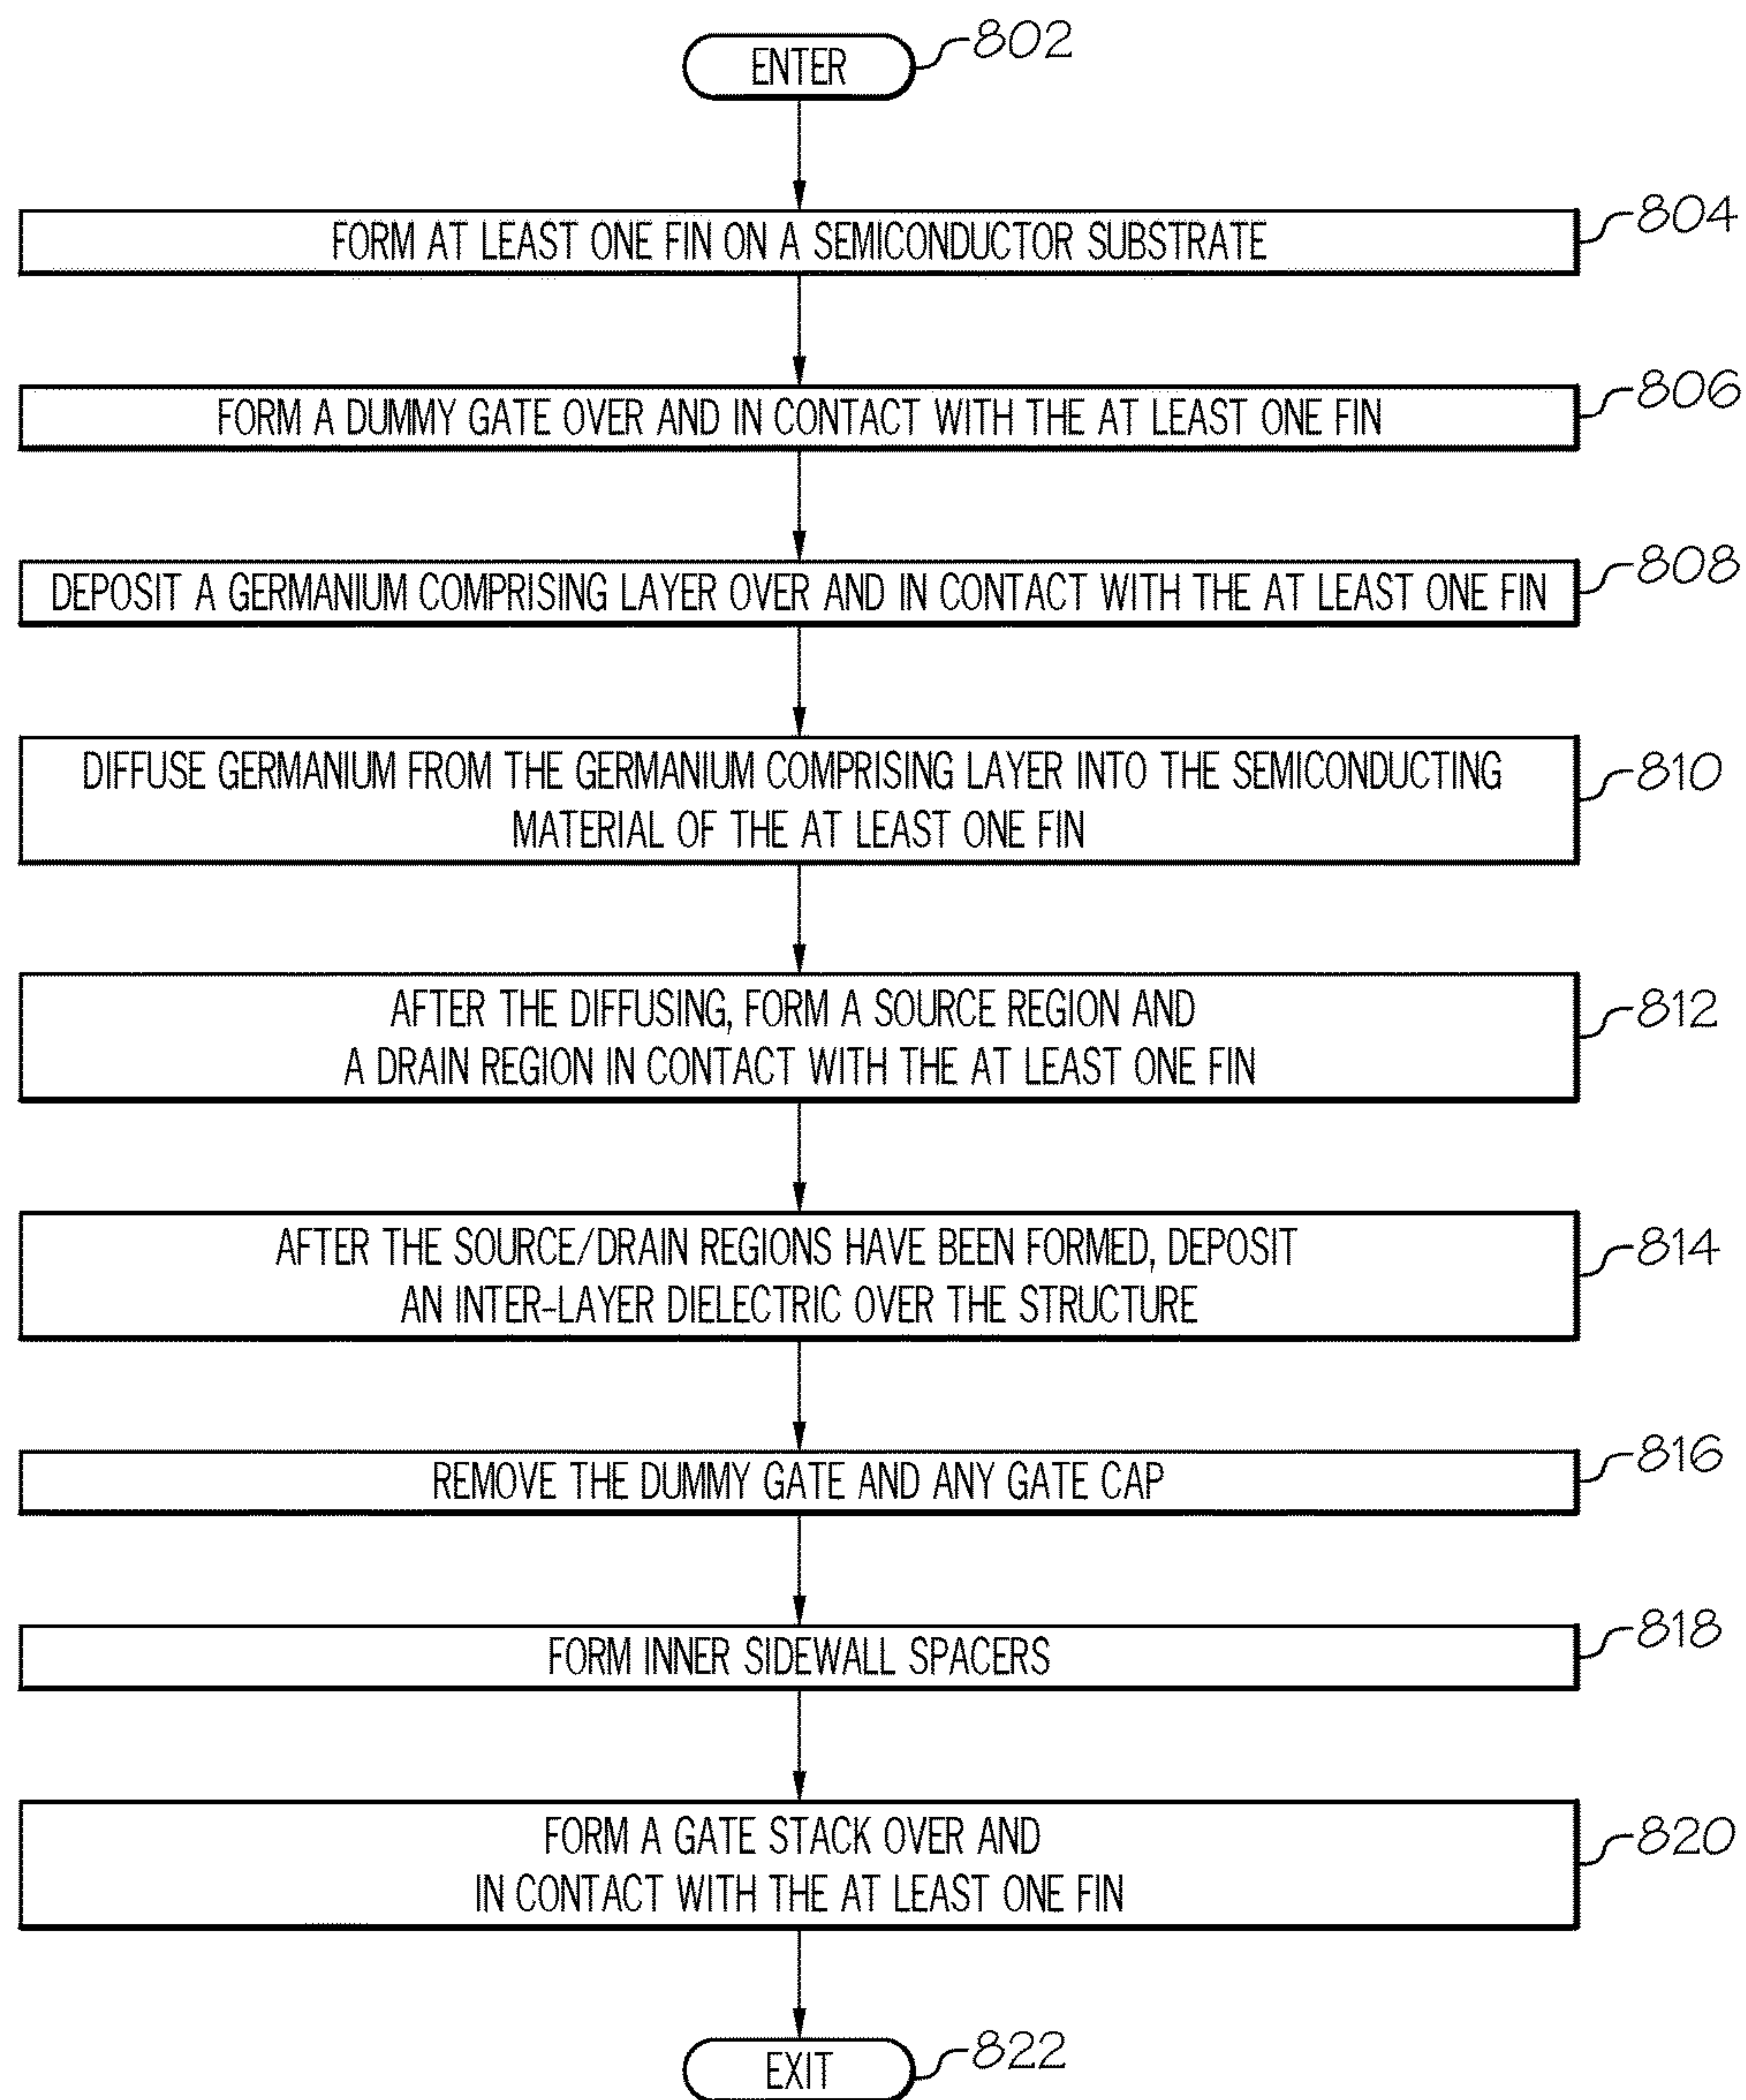 ENTER
802
FORM AT LEAST ONE FIN ON A SEMICONDUCTOR SUBSTRATE
804
FORM A DUMMY GATE OVER AND IN CONTACT WITH THE AT LEAST ONE FIN
806
DEPOSIT A GERMANIUM COMPRISING LAYER OVER AND IN CONTACT WITH THE AT LEAST ONE FIN
808
DIFFUSE GERMANIUM FROM THE GERMANIUM COMPRISING LAYER INTO THE SEMICONDUCTING
MATERIAL OF THE AT LEAST ONE FIN
810
AFTER THE DIFFUSING, FORM A SOURCE REGION AND
A DRAIN REGION IN CONTACT WITH THE AT LEAST ONE FIN
812
AFTER THE SOURCE/DRAIN REGIONS HAVE BEEN FORMED, DEPOSIT
AN INTER-LAYER DIELECTRIC OVER THE STRUCTURE
814
REMOVE THE DUMMY GATE AND ANY GATE CAP
816
FORM INNER SIDEWALL SPACERS
818
FORM A GATE STACK OVER AND
IN CONTACT WITH THE AT LEAST ONE FIN
820
EXIT
822